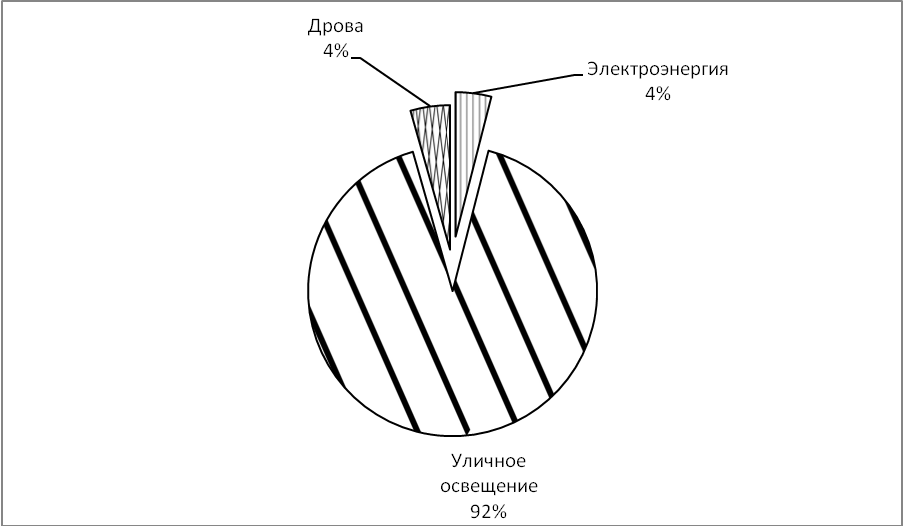 Дрова
4%
Электроэнергия
4%
Уличное
освещение
92%